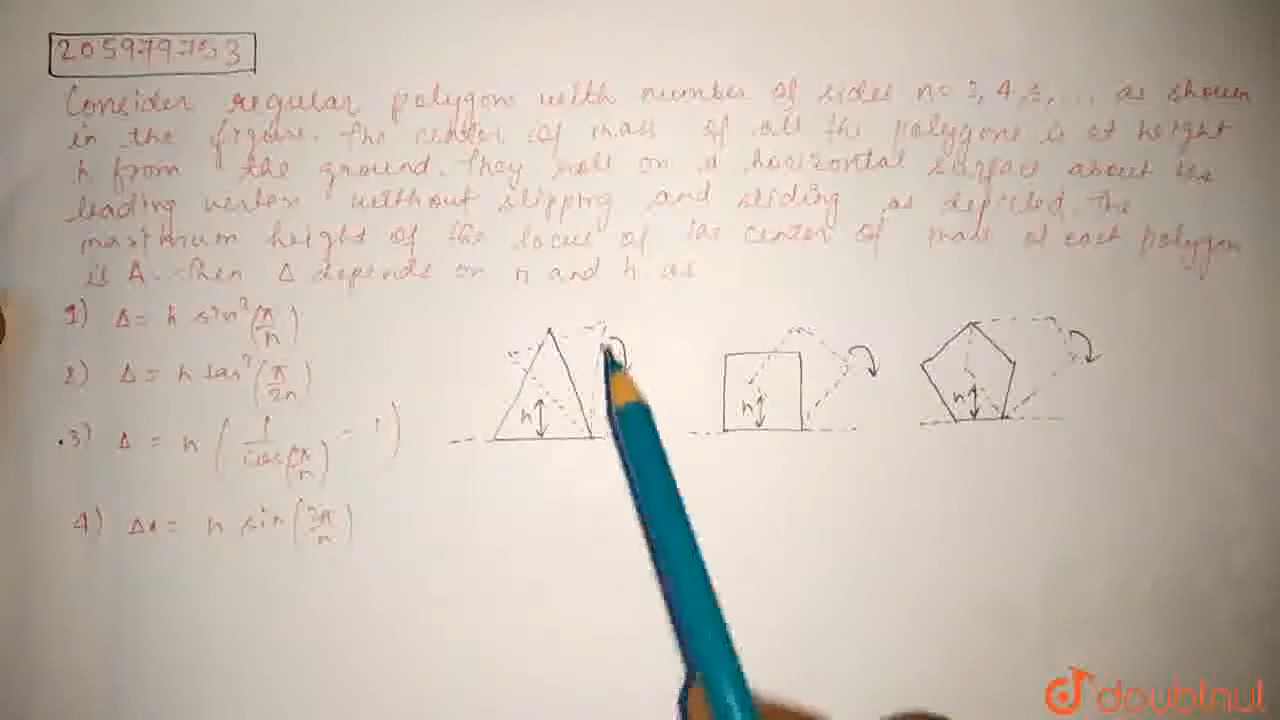 205979753
Consider regular polygon with number of sides n= 3, 4, 5, ... as shown
in the figure. The center of mass of all the polygons is at height
h from the ground. They roll on a horizontal surface about the
leading vertex without slipping and sliding as depicted. The
maximum height of the locus of the center of mass of each polygon
is Δ. Then Δ depends on n and h as
1) Δ = h sin²(π/n)
2) Δ = h tan²(π/2n)
3) Δ = h (1/cos(π/n) - 1)
4) Δ = h sin(2π/n)
h
h
h
doubtnut